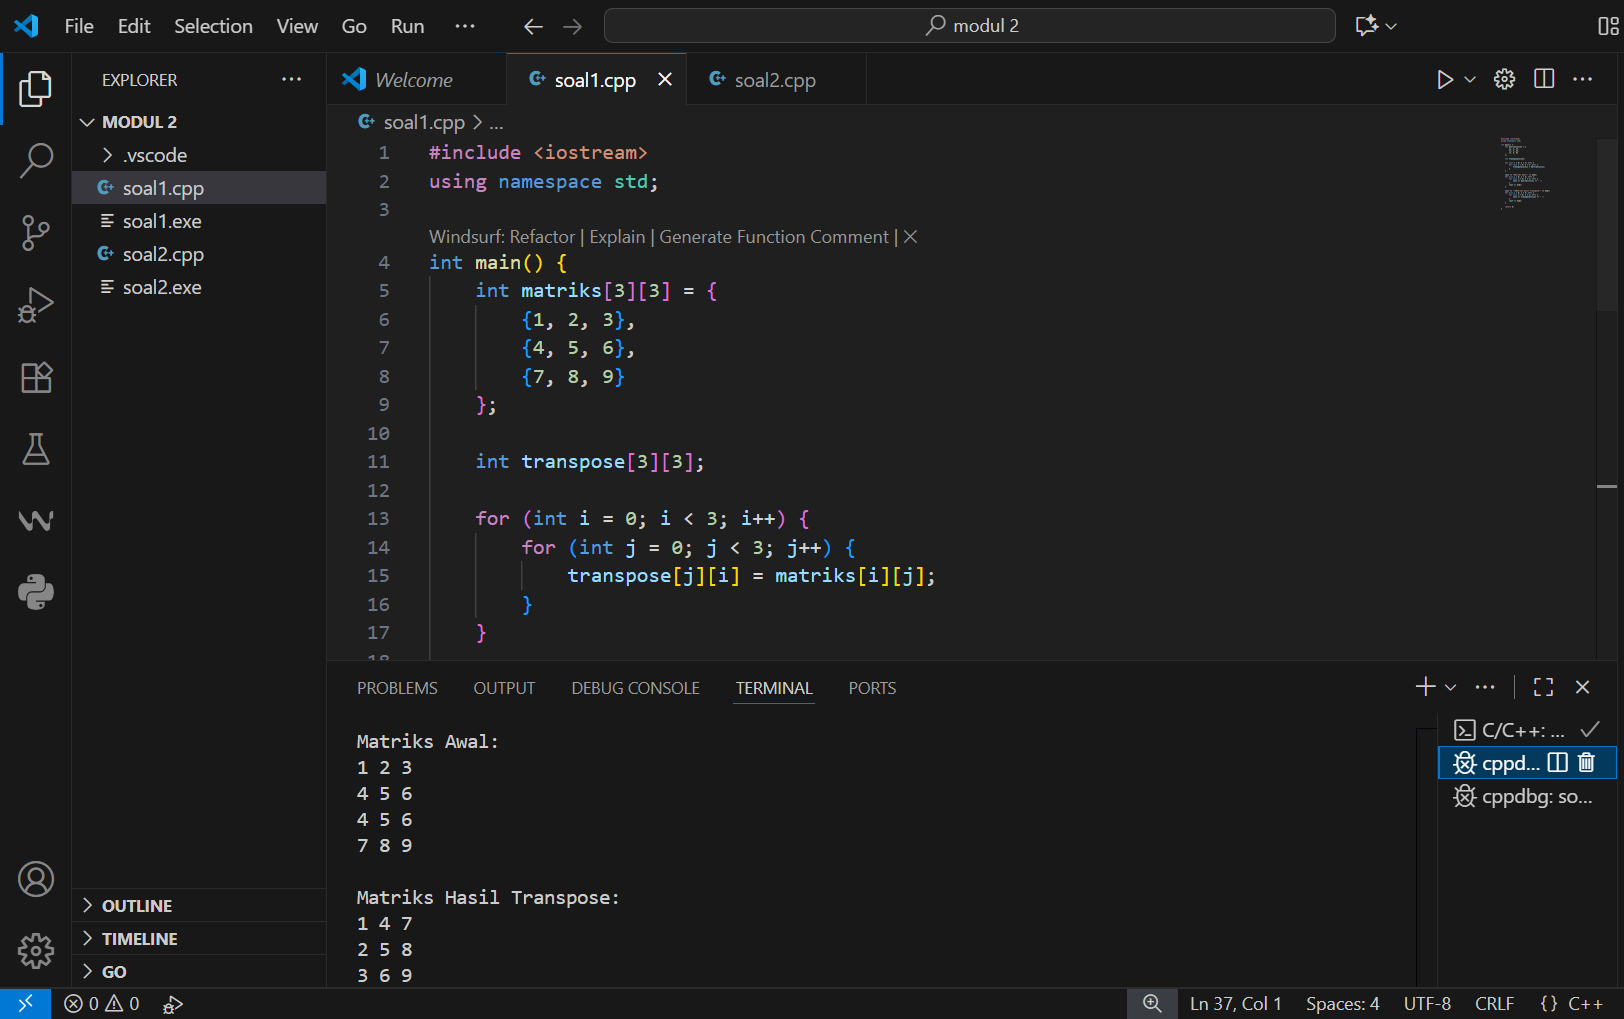 File Edit Selection View Go Run ··· modul 2
EXPLORER ···
MODUL 2
.vscode
soal1.cpp
soal1.exe
soal2.cpp
soal2.exe
OUTLINE
TIMELINE
GO
Welcome soal1.cpp soal2.cpp
soal1.cpp > ...
1 #include <iostream>
2 using namespace std;
3
Windsurf: Refactor | Explain | Generate Function Comment | ×
4 int main() {
5 int matriks[3][3] = {
6 {1, 2, 3},
7 {4, 5, 6},
8 {7, 8, 9}
9 };
10
11 int transpose[3][3];
12
13 for (int i = 0; i < 3; i++) {
14 for (int j = 0; j < 3; j++) {
15 transpose[j][i] = matriks[i][j];
16 }
17 }
18
PROBLEMS OUTPUT DEBUG CONSOLE TERMINAL PORTS
Matriks Awal:
1 2 3
4 5 6
4 5 6
7 8 9
Matriks Hasil Transpose:
1 4 7
2 5 8
3 6 9
C/C++: ...
cppd...
cppdbg: so...
0 0 Ln 37, Col 1 Spaces: 4 UTF-8 CRLF {} C++